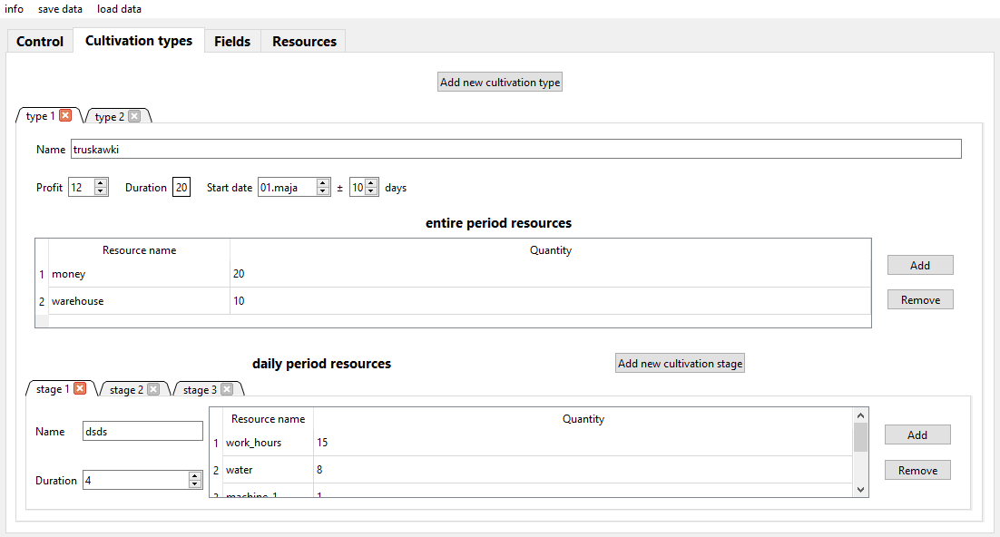 info save data load data
Control Cultivation types Fields Resources
Add new cultivation type
type 1 type 2
Name truskawki
Profit 12 Duration 20 Start date 01.maja ± 10 days
entire period resources
Resource name Quantity
1 money 20
2 warehouse 10
Add
Remove
daily period resources Add new cultivation stage
stage 1 stage 2 stage 3
Name dsds
Duration 4
Resource name Quantity
1 work_hours 15
2 water 8
Add
Remove